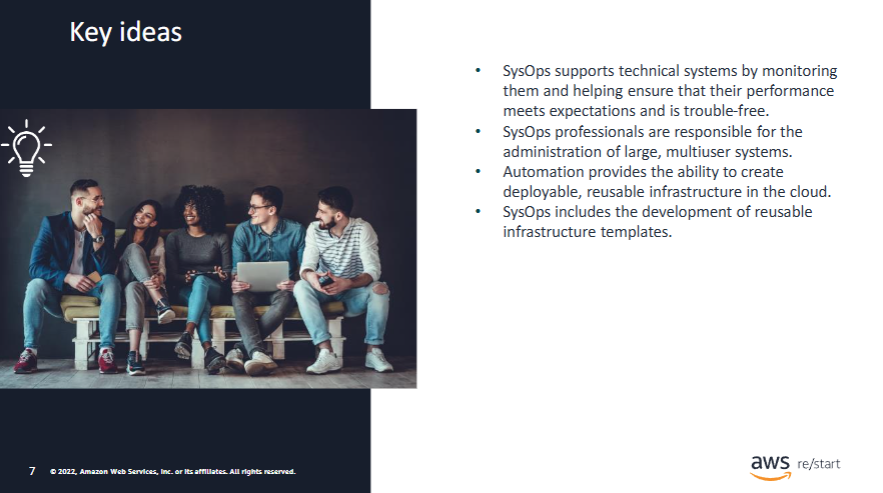 Key ideas
• SysOps supports technical systems by monitoring
them and helping ensure that their performance
meets expectations and is trouble-free.
• SysOps professionals are responsible for the
administration of large, multiuser systems.
• Automation provides the ability to create
deployable, reusable infrastructure in the cloud.
• SysOps includes the development of reusable
infrastructure templates.
7 © 2022, Amazon Web Services, Inc. or its affiliates. All rights reserved.
aws re/start